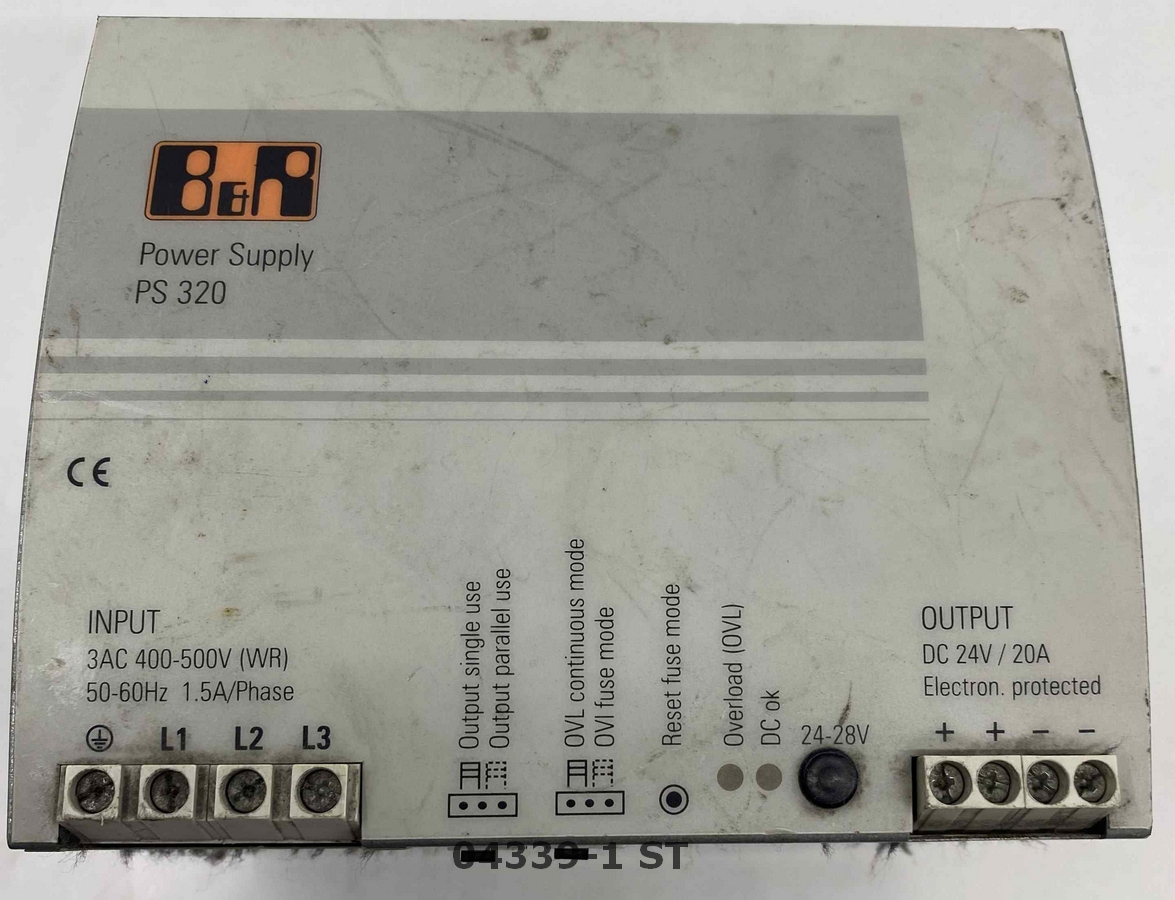 B&R
Power Supply
PS 320
CE
INPUT
3AC 400-500V (WR)
50-60Hz 1.5A/Phase
L1 L2 L3
Output single use
Output parallel use
OVL continuous mode
OVl fuse mode
Reset fuse mode
Overload (OVL)
DC ok
24-28V
OUTPUT
DC 24V / 20A
Electron. protected
+ + − −
04339-1 ST